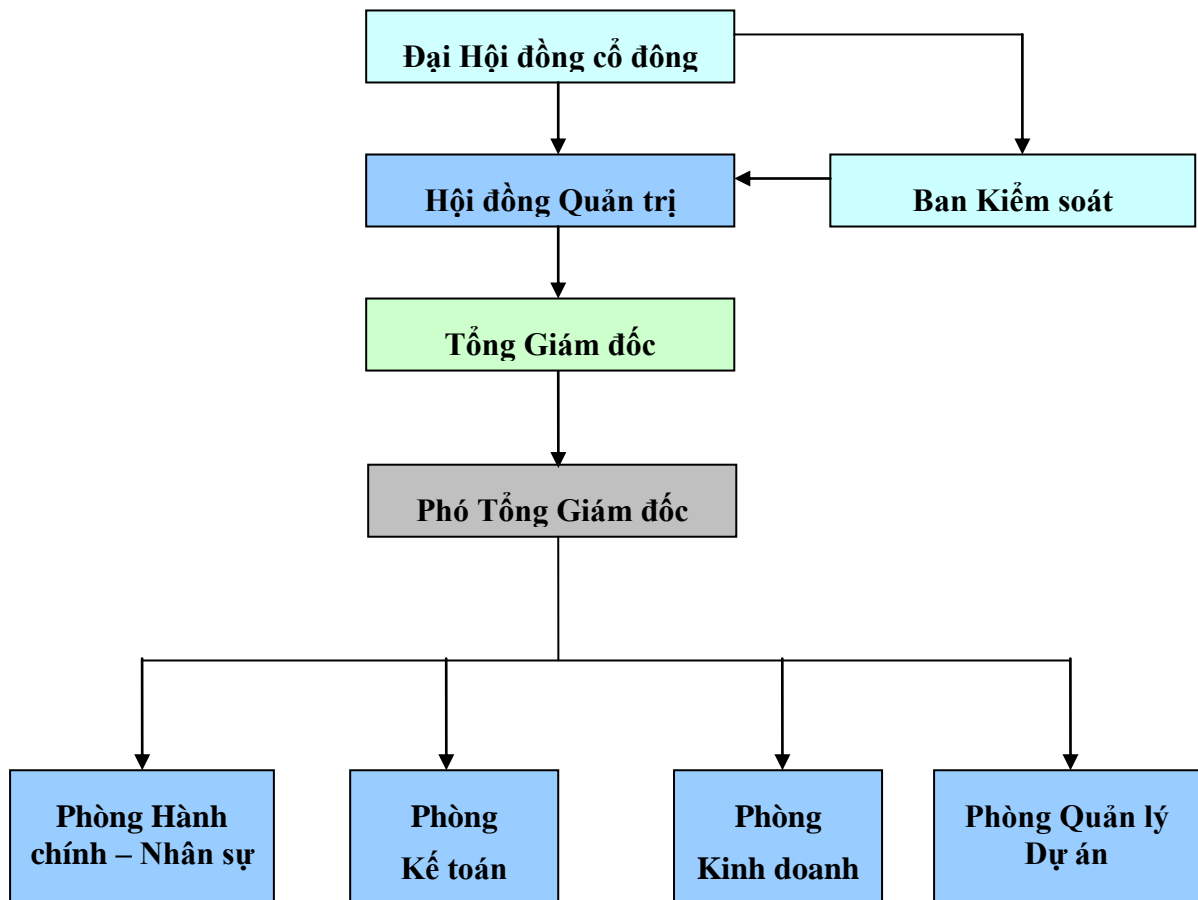 Đại Hội đồng cổ đông
Hội đồng Quản trị
Ban Kiểm soát
Tổng Giám đốc
Phó Tổng Giám đốc
Phòng Hành
chính – Nhân sự
Phòng
Kế toán
Phòng
Kinh doanh
Phòng Quản lý
Dự án